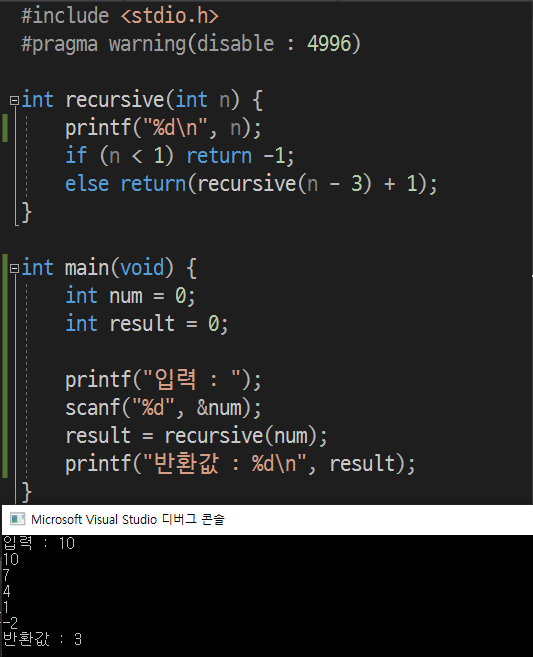 #include <stdio.h>
#pragma warning(disable : 4996)
int recursive(int n) {
printf("%d\n", n);
if (n < 1) return -1;
else return(recursive(n - 3) + 1);
}
int main(void) {
int num = 0;
int result = 0;
printf("입력 : ");
scanf("%d", &num);
result = recursive(num);
printf("반환값 : %d\n", result);
}
Microsoft Visual Studio 디버그 콘솔
입력 : 10
10
7
4
1
-2
반환값 : 3